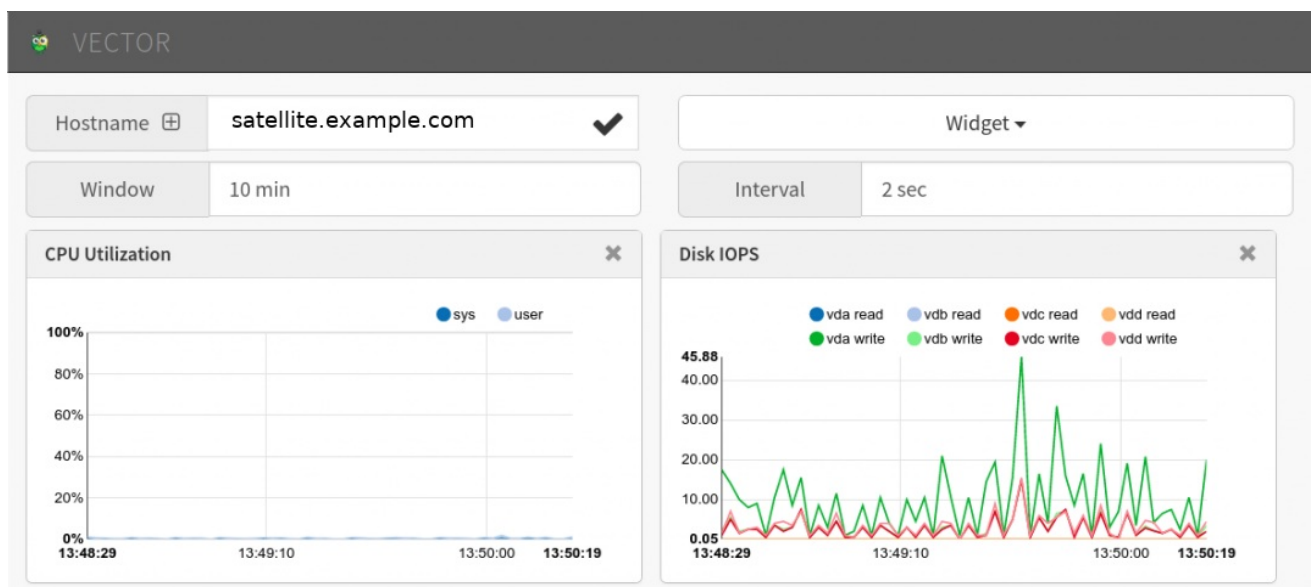 VECTOR
Hostname satellite.example.com Widget
Window 10 min Interval 2 sec
CPU Utilization
sys user
100%
80%
60%
40%
20%
0%
13:48:29 13:49:10 13:50:00 13:50:19
Disk IOPS
vda read vdb read vdc read vdd read
vda write vdb write vdc write vdd write
45.88
40.00
30.00
20.00
10.00
0.05
13:48:29 13:49:10 13:50:00 13:50:19